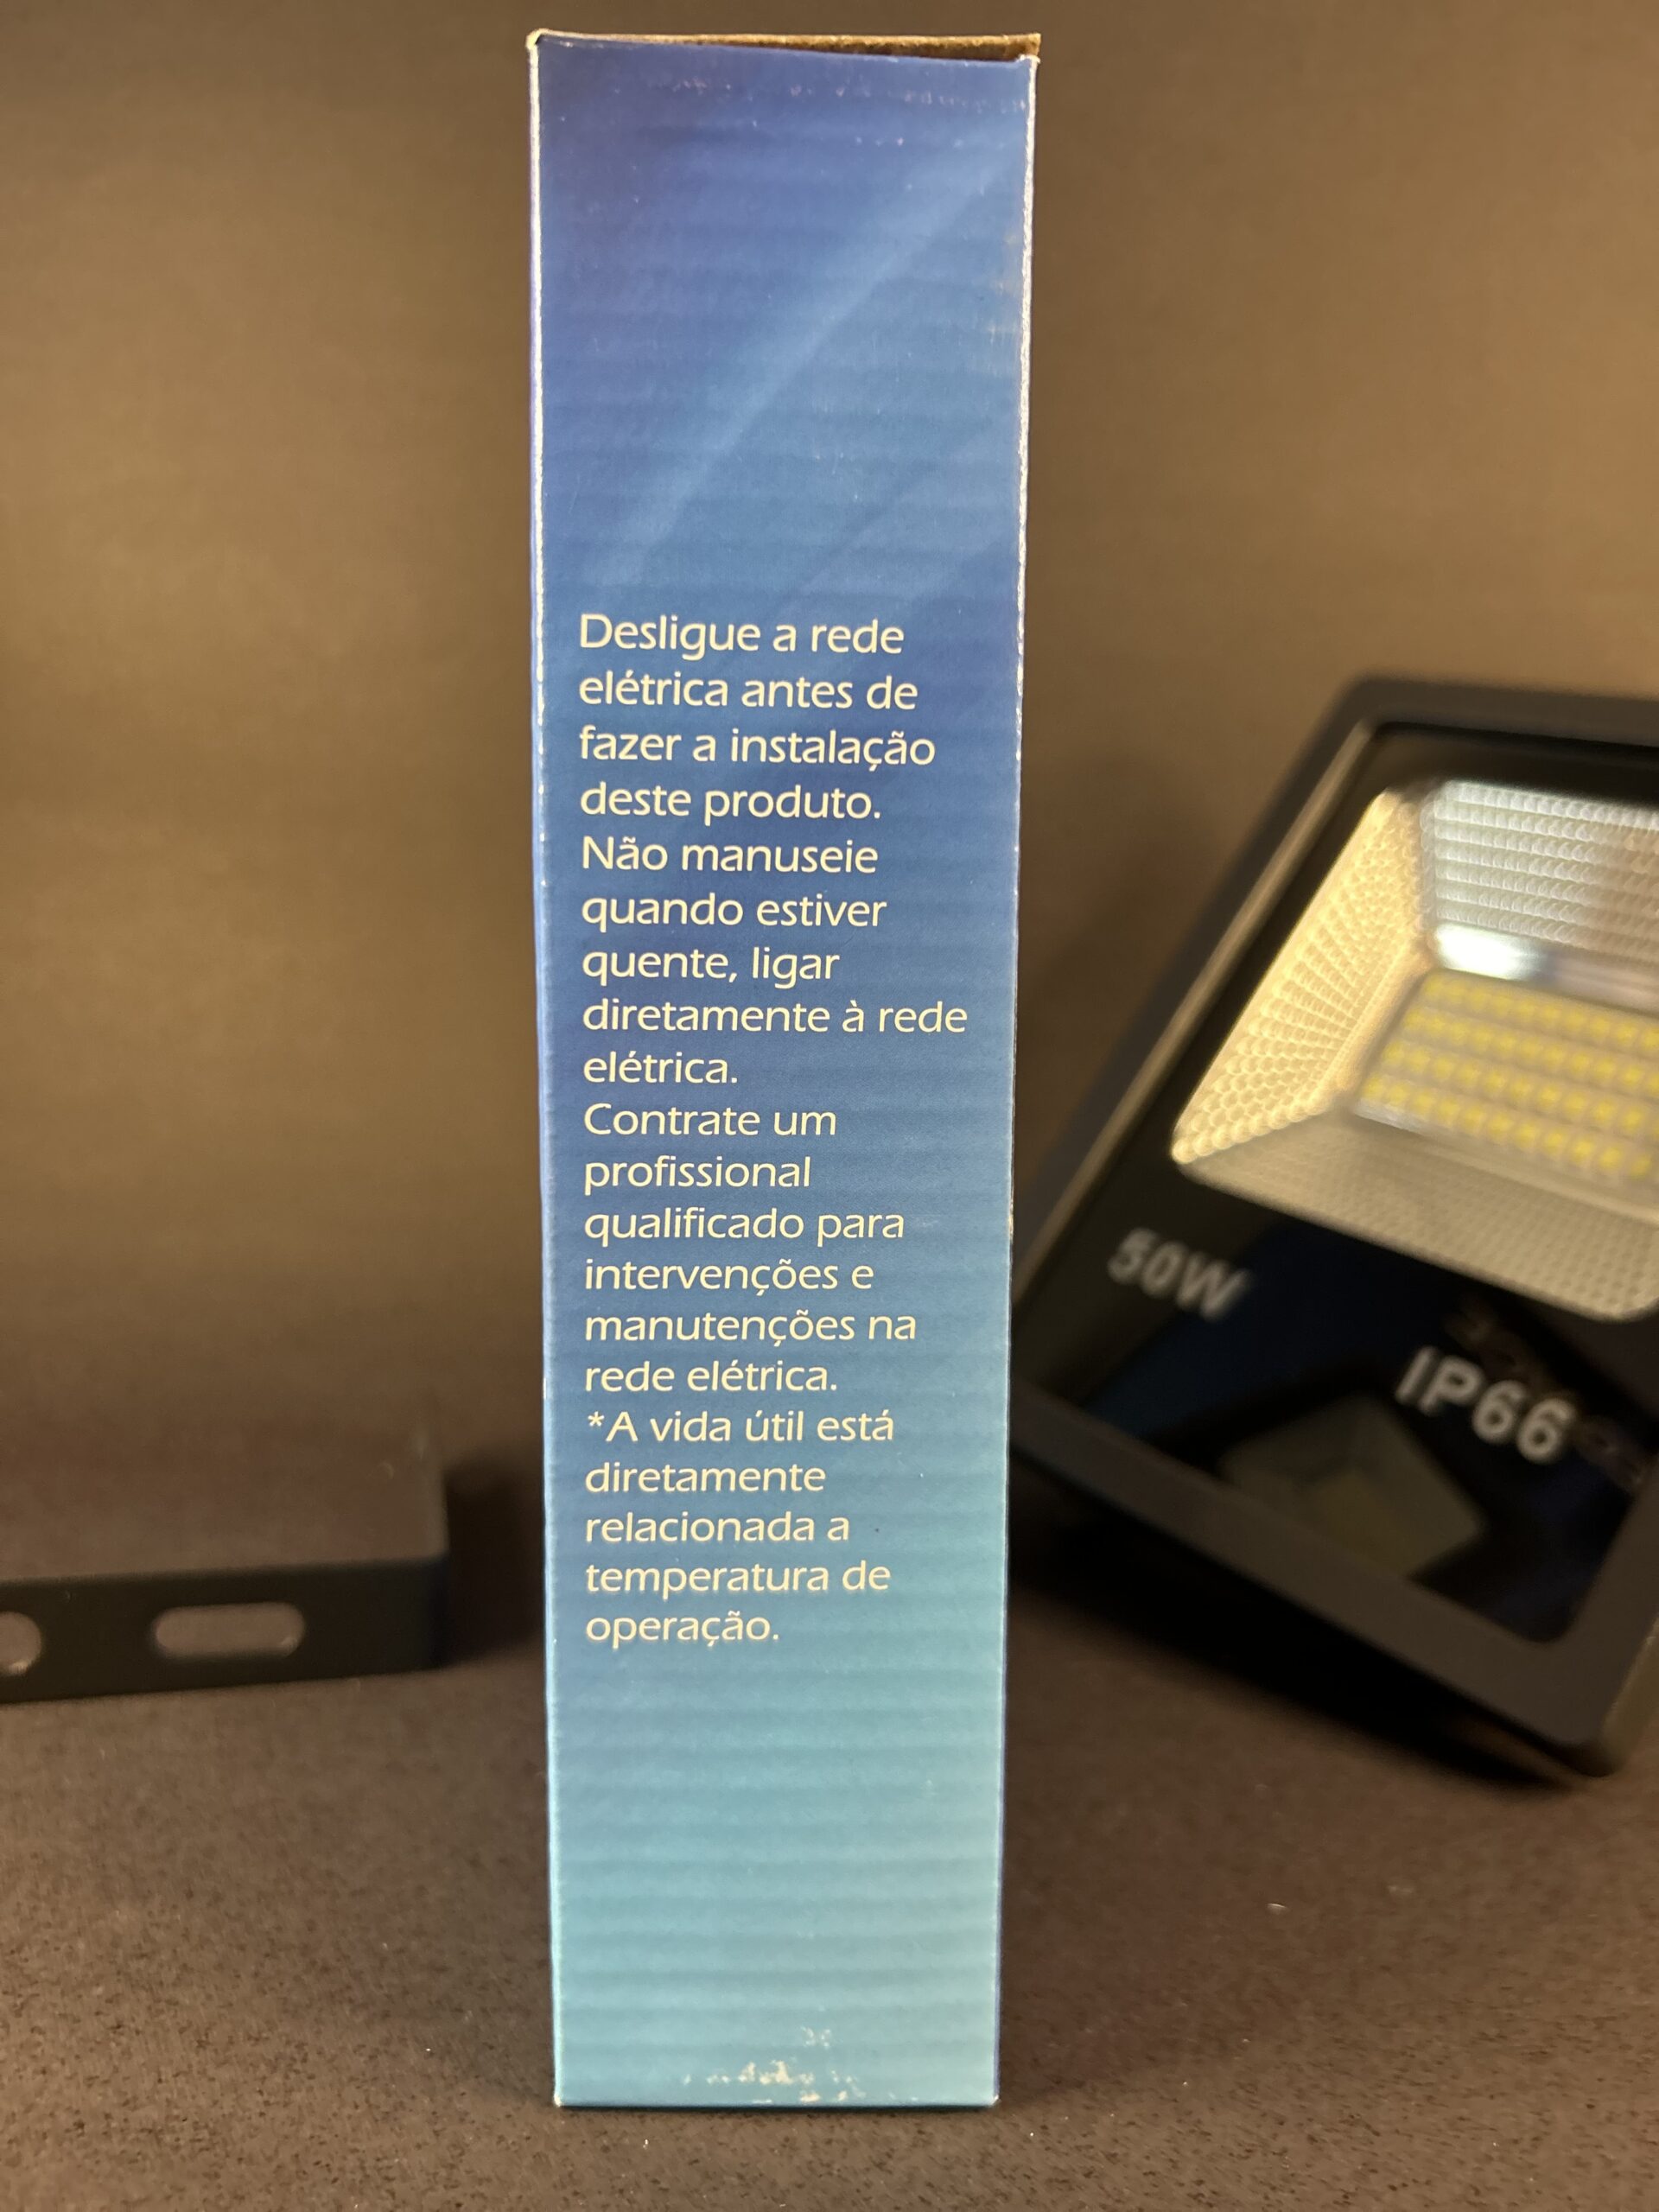 Desligue a rede
elétrica antes de
fazer a instalação
deste produto.
Não manuseie
quando estiver
quente, ligar
diretamente à rede
elétrica.
Contrate um
profissional
qualificado para
intervenções e
manutenções na
rede elétrica.
*A vida útil está
diretamente
relacionada a
temperatura de
operação.
50W
IP66